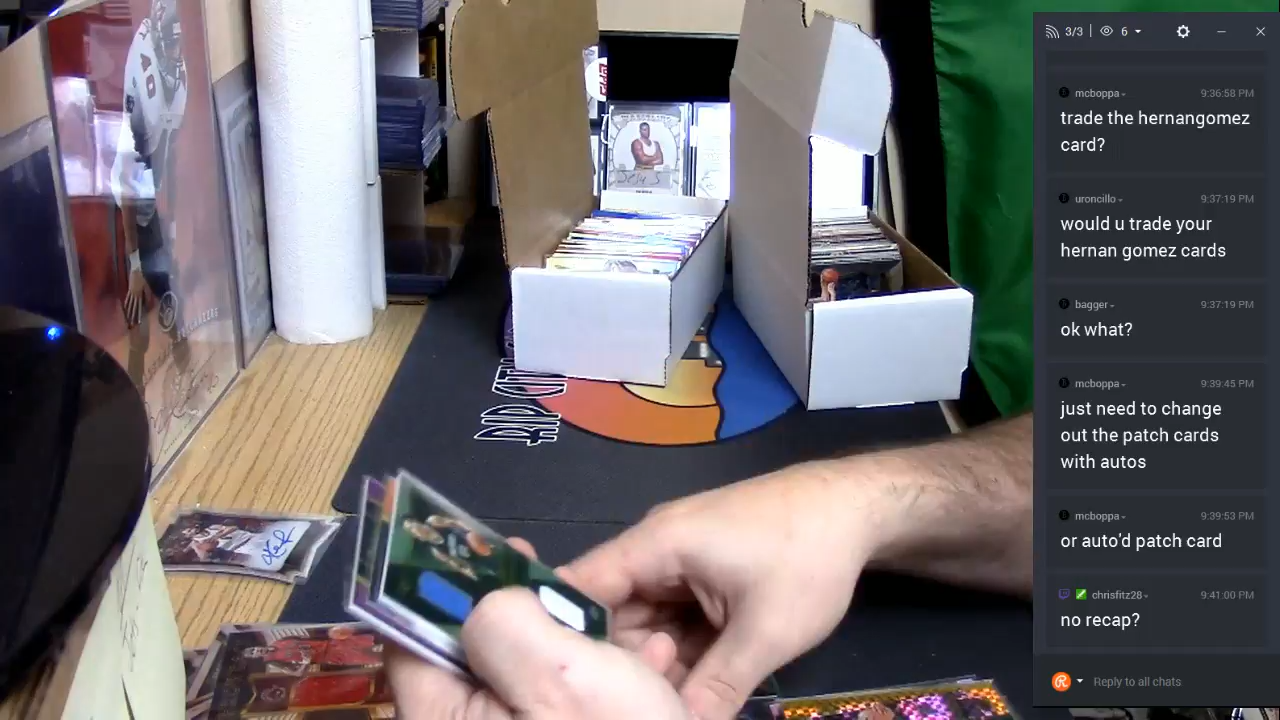 3/3
6
mcboppa
9:36:58 PM
trade the hernangomez
card?
uroncillo
9:37:19 PM
would u trade your
hernan gomez cards
bagger
9:37:19 PM
ok what?
mcboppa
9:39:45 PM
just need to change
out the patch cards
with autos
mcboppa
9:39:53 PM
or auto'd patch card
chrisfitz28
9:41:00 PM
no recap?
Reply to all chats
RIP CITY